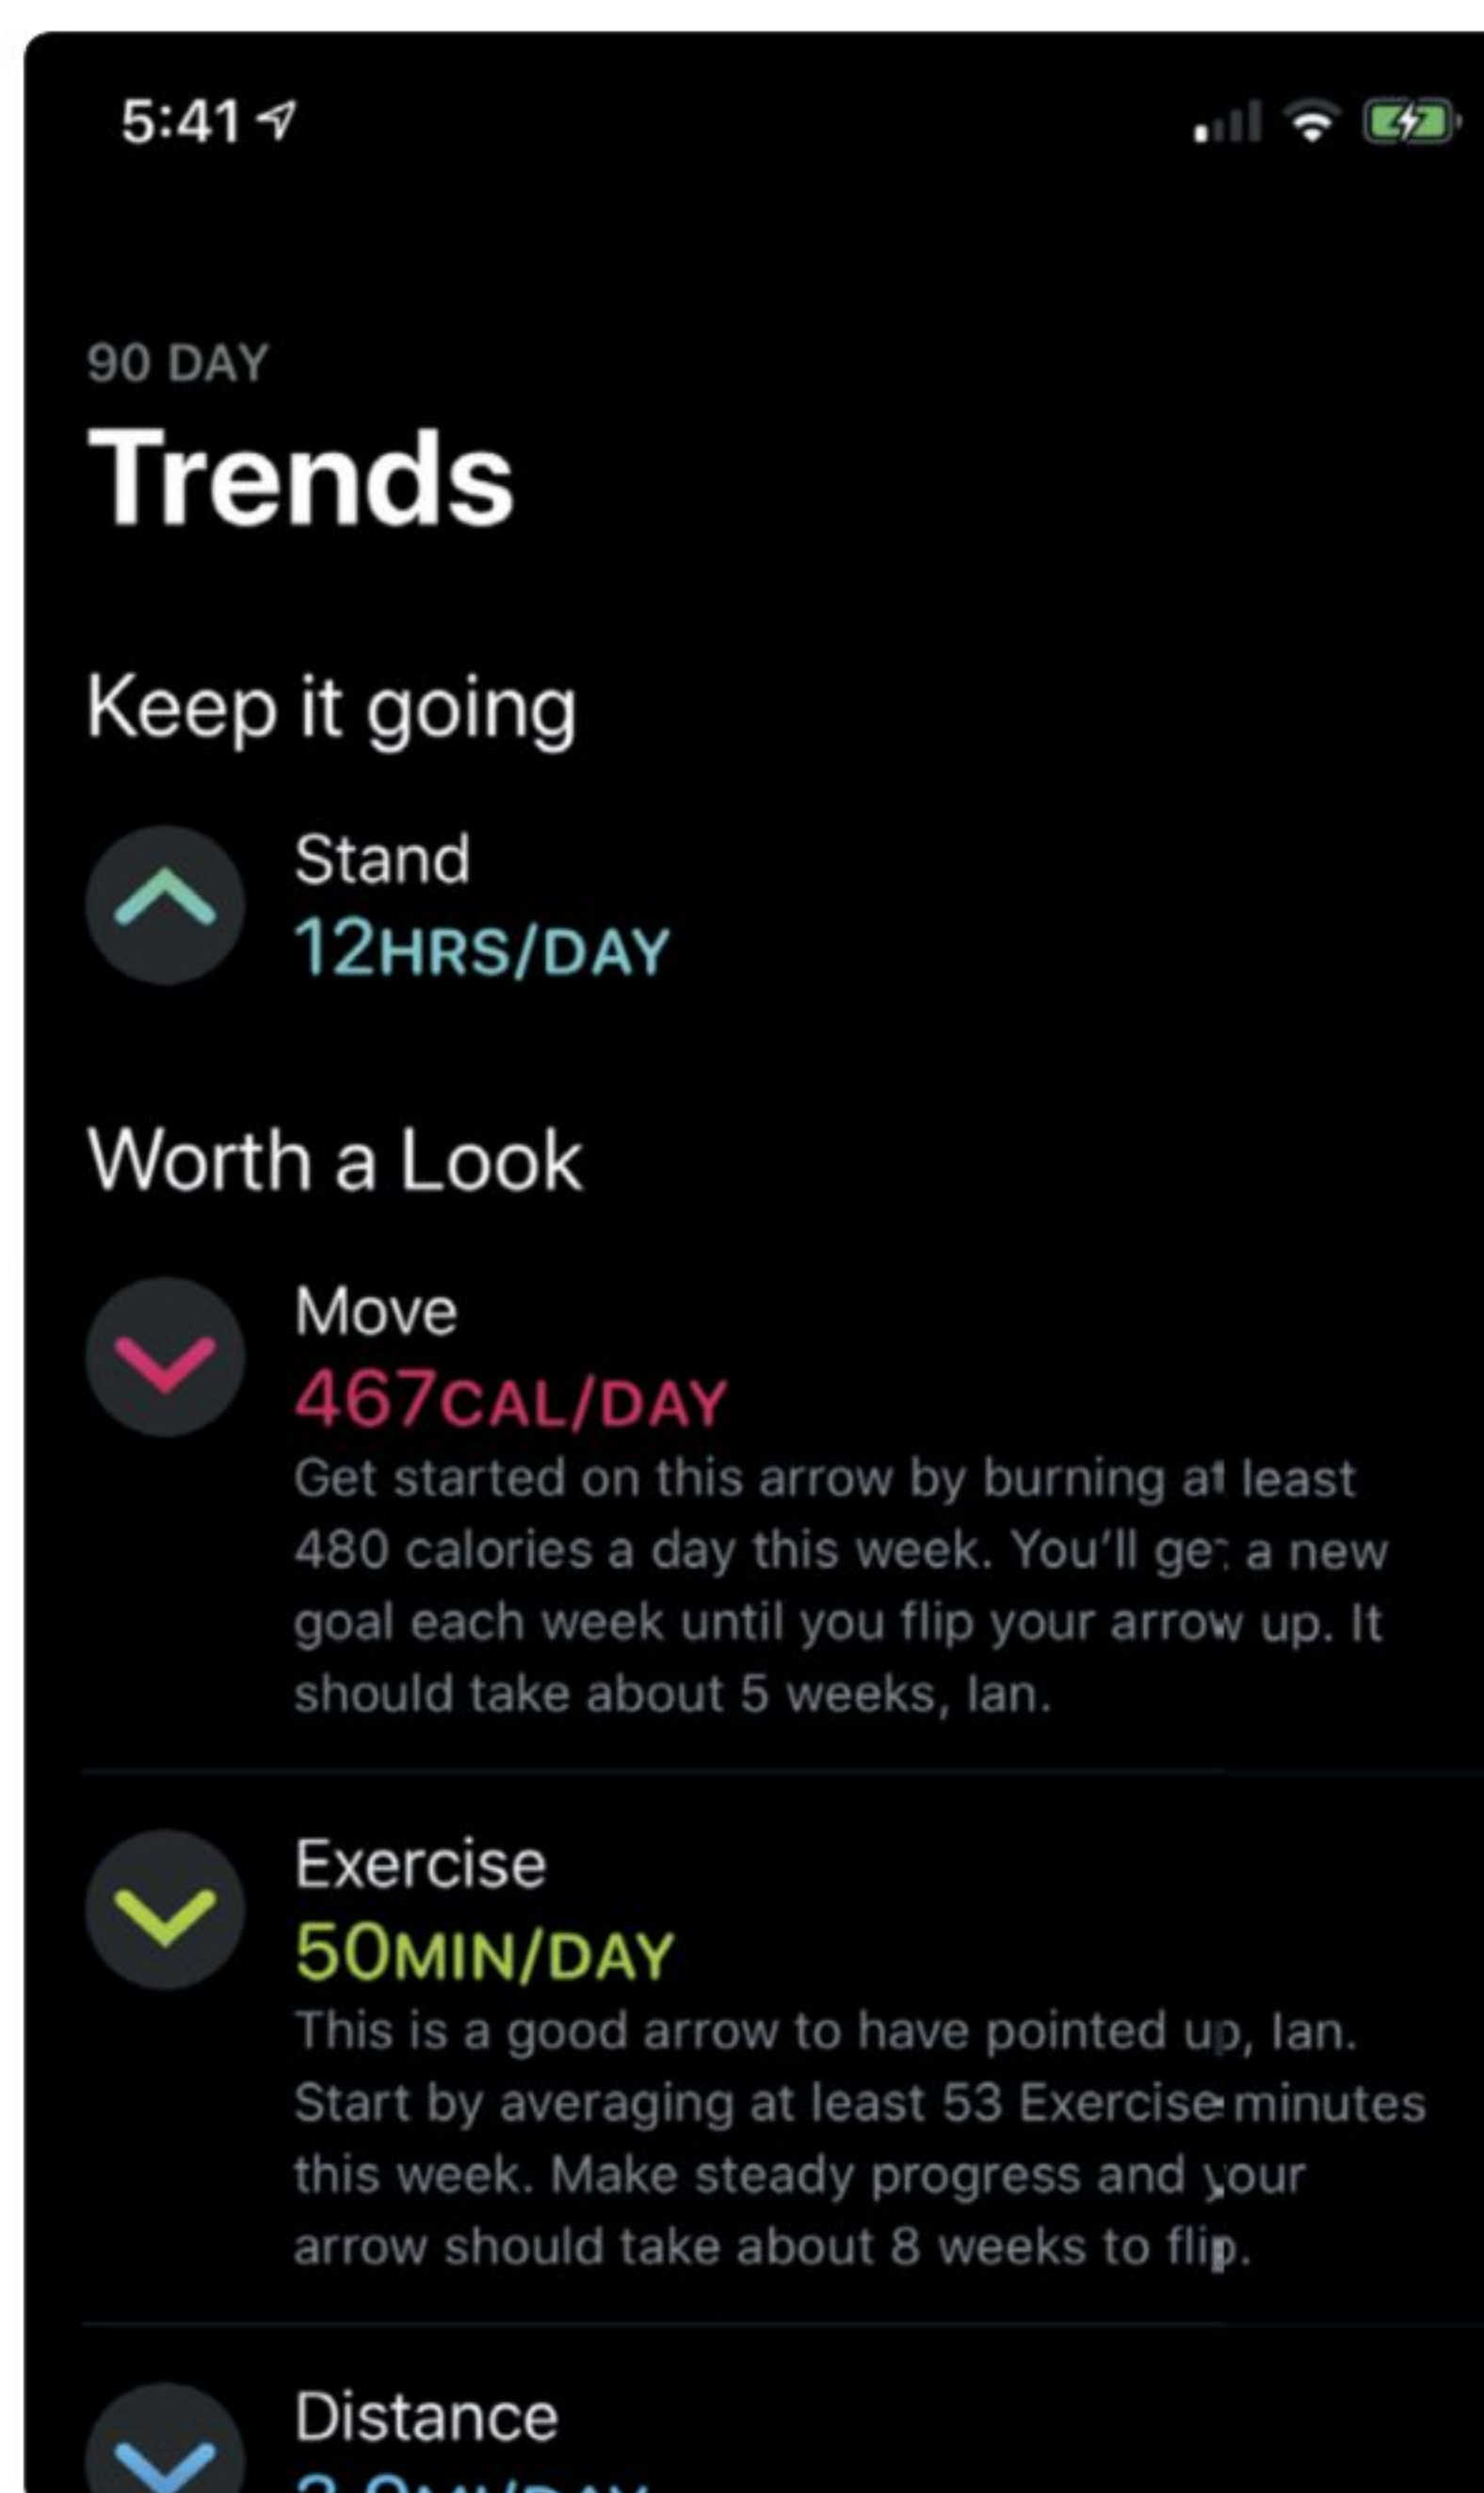 5:41
90 DAY
Trends
Keep it going
Stand
12HRS/DAY
Worth a Look
Move
467CAL/DAY
Get started on this arrow by burning at least
480 calories a day this week. You’ll get a new
goal each week until you flip your arrow up. It
should take about 5 weeks, Ian.
Exercise
50MIN/DAY
This is a good arrow to have pointed up, Ian.
Start by averaging at least 53 Exercise minutes
this week. Make steady progress and your
arrow should take about 8 weeks to flip.
Distance